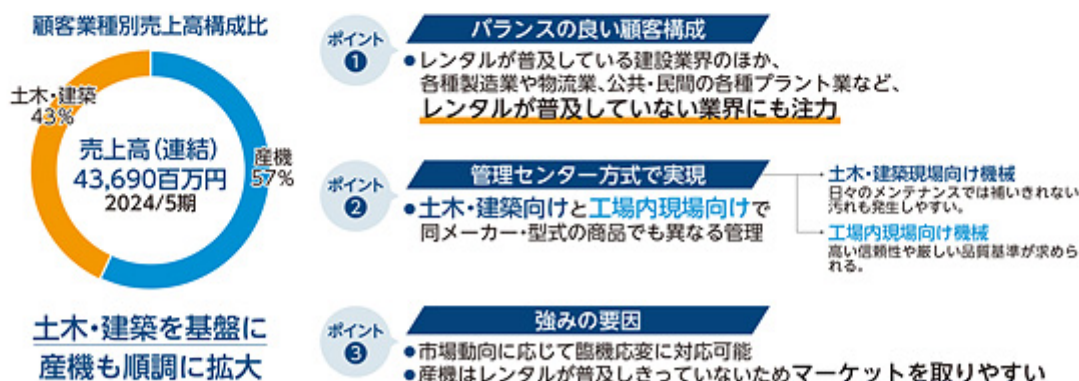 顧客業種別売上高構成比
土木・建築
43%
売上高(連結)
43,690百万円
2024/5期
産機
57%
土木・建築を基盤に
産機も順調に拡大
ポイント
❶
バランスの良い顧客構成
●レンタルが普及している建設業界のほか、
各種製造業や物流業、公共・民間の各種プラント業など、
レンタルが普及していない業界にも注力
ポイント
❷
管理センター方式で実現
●土木・建築向けと工場内現場向けで
同メーカー・型式の商品でも異なる管理
土木・建築現場向け機械
日々のメンテナンスでは補いきれない
汚れも発生しやすい。
工場内現場向け機械
高い信頼性や厳しい品質基準が求めら
れる。
ポイント
❸
強みの要因
●市場動向に応じて臨機応変に対応可能
●産機はレンタルが普及しきっていないためマーケットを取りやすい